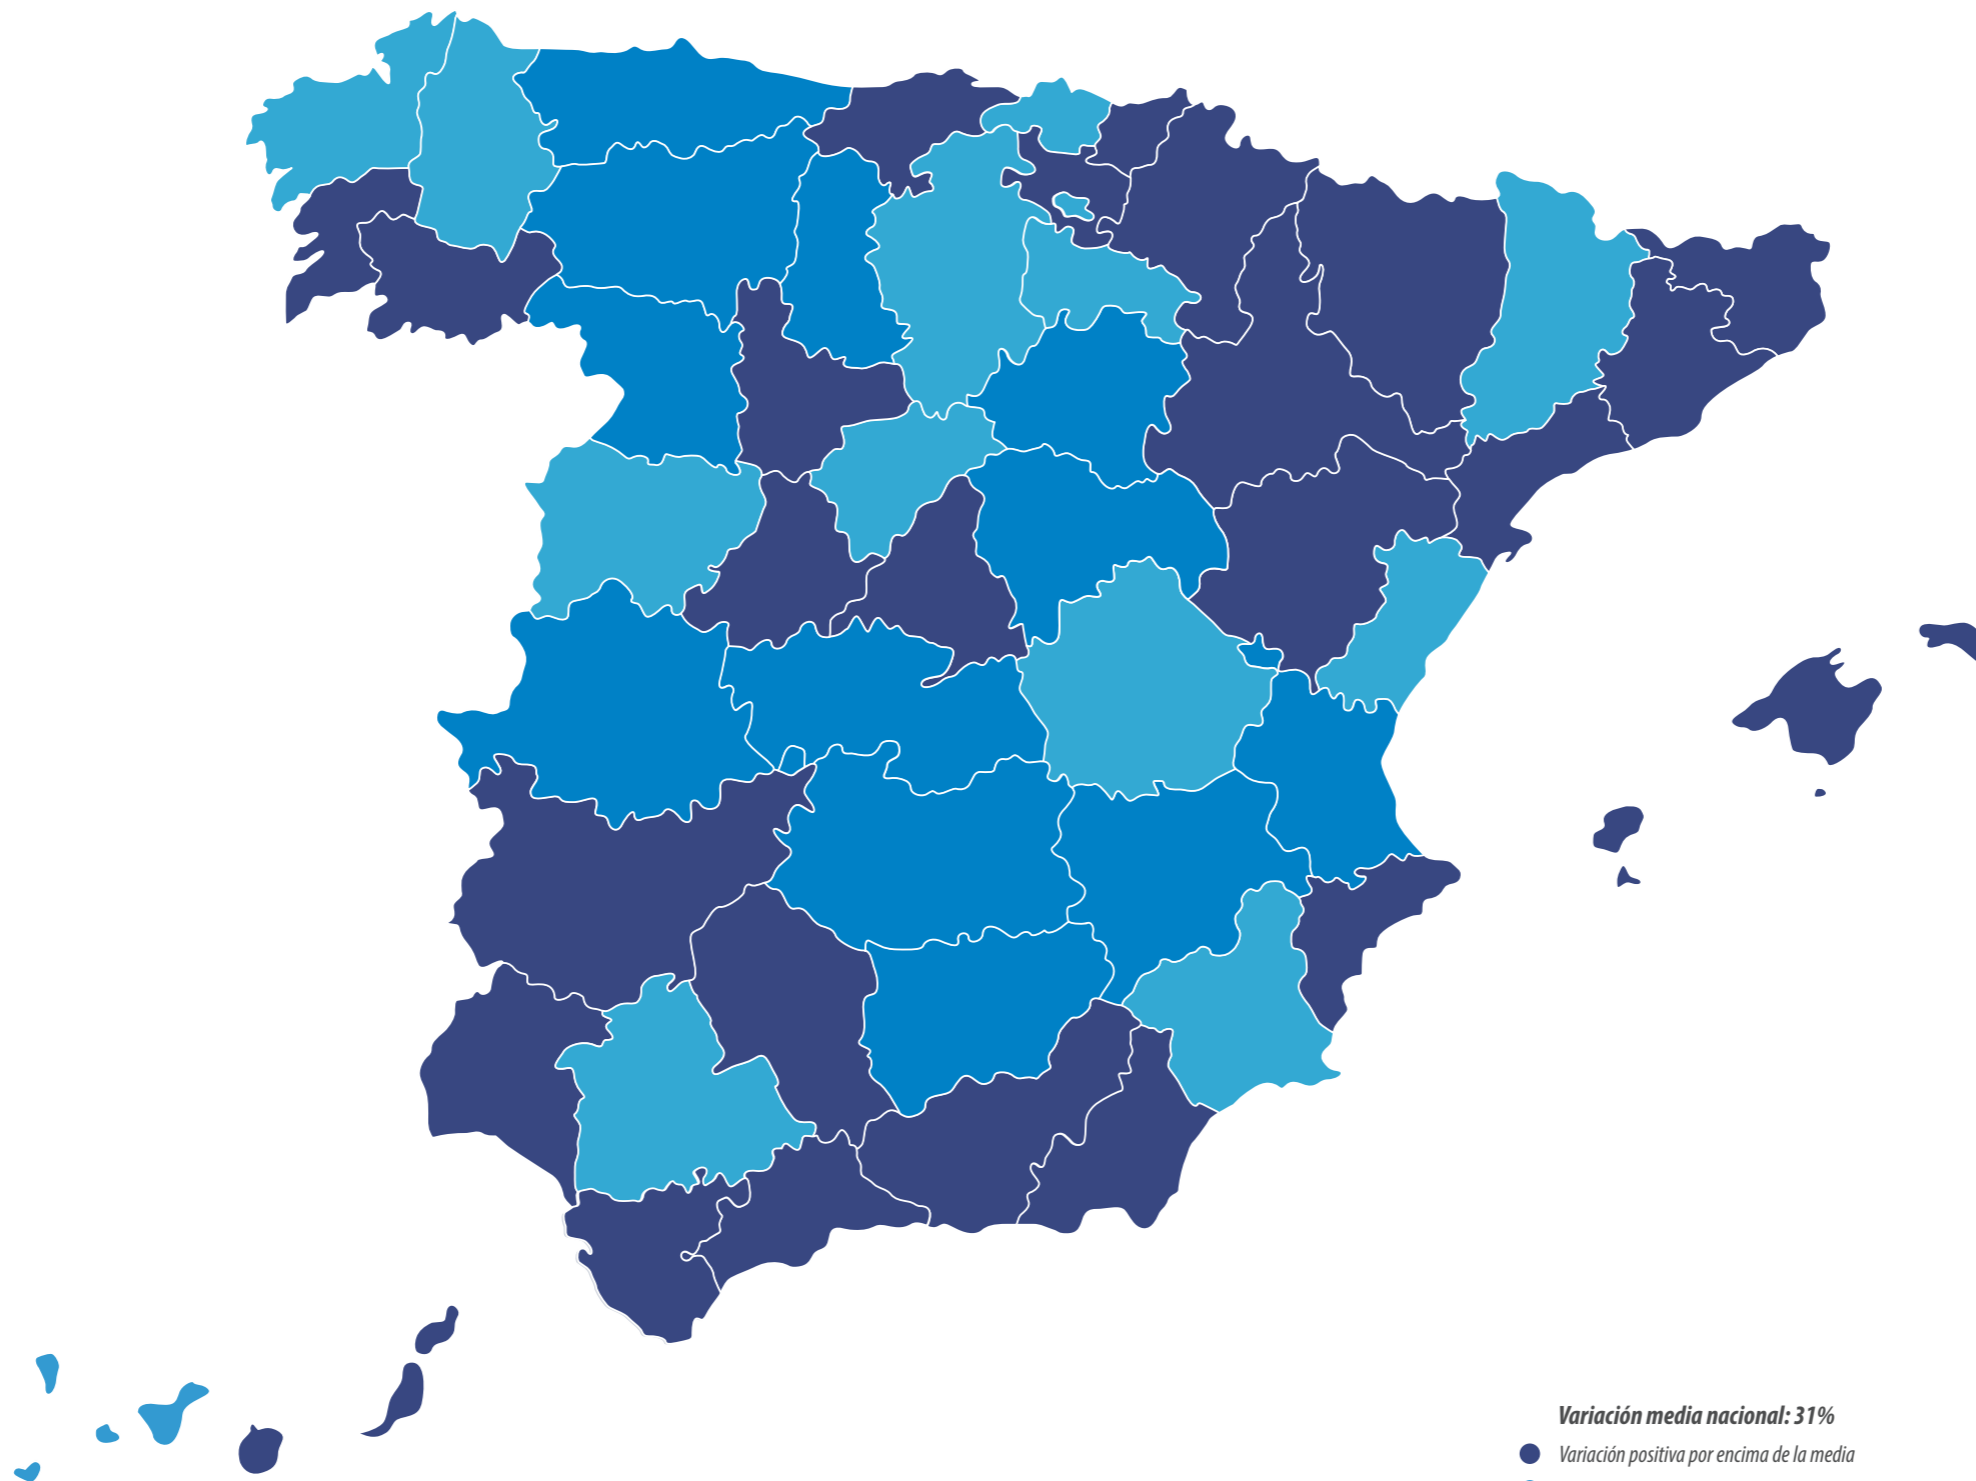 Variación media nacional: 31%
Variación positiva por encima de la media